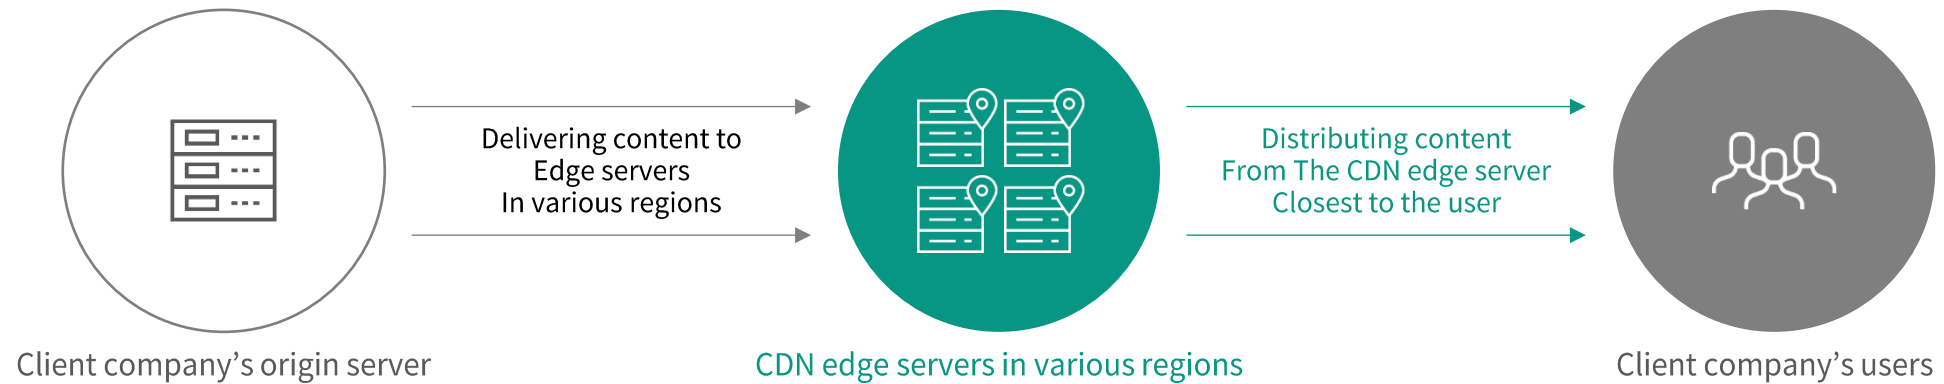 Delivering content to
Edge servers
In various regions
Distributing content
From The CDN edge server
Closest to the user
Client company’s origin server
CDN edge servers in various regions
Client company’s users